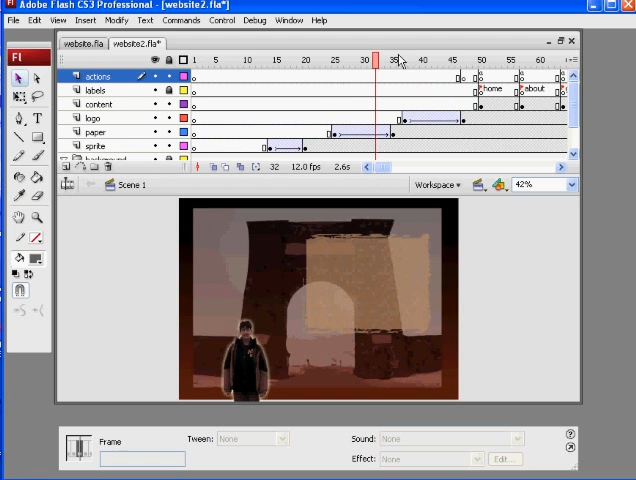 Adobe Flash CS3 Professional - [website2.fla*]
File Edit View Insert Modify Text Commands Control Debug Window Help
website.fla website2.fla*
1 5 10 15 20 25 30 35 40 45 50 55 60
Fl
actions
labels home about
content
logo
paper
sprite
background
32 12.0 fps 2.6s
Scene 1 Workspace 42%
Frame Tween: None Sound: None
Effect: None Edit...